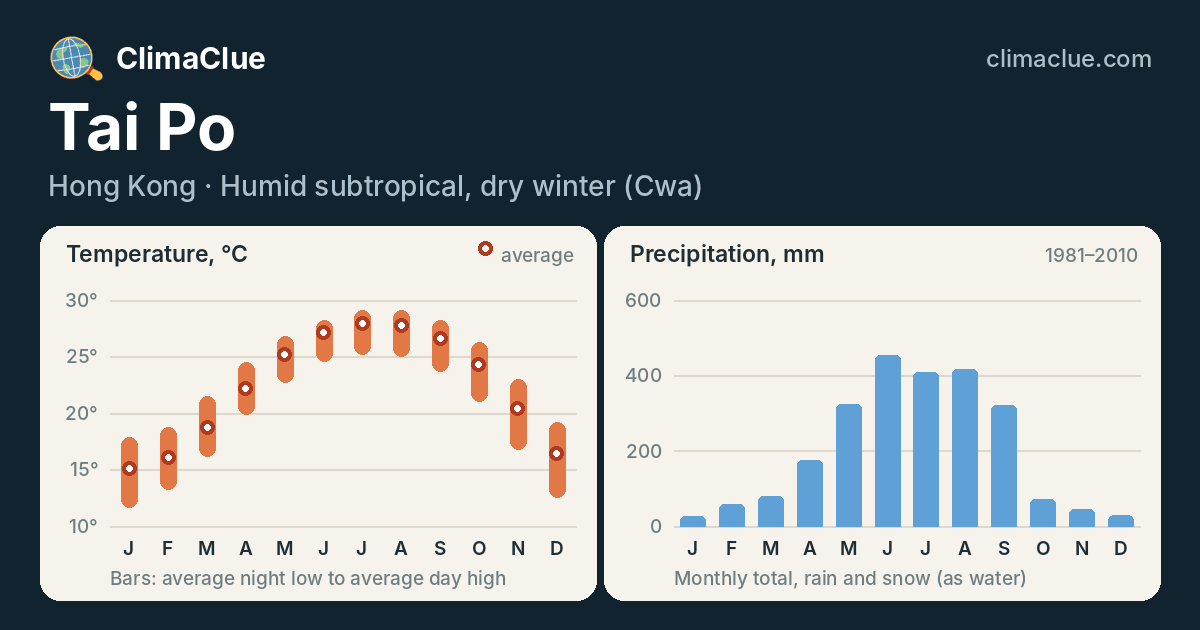 ClimaClue
climaclue.com
Tai Po
Hong Kong · Humid subtropical, dry winter (Cwa)
Temperature, °C
average
30°
25°
20°
15°
10°
J F M A M J J A S O N D
Bars: average night low to average day high
Precipitation, mm
1981–2010
600
400
200
0
J F M A M J J A S O N D
Monthly total, rain and snow (as water)